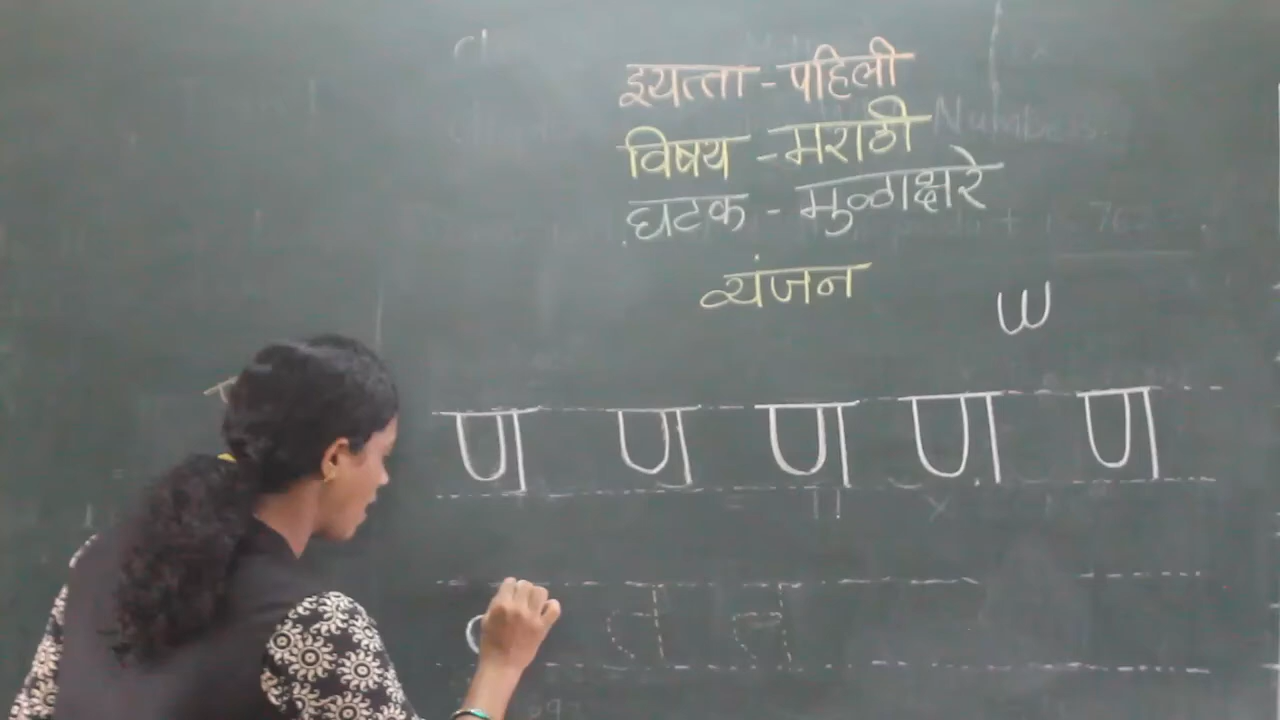 इयत्ता - पहिली
विषय - मराठी
घटक - मुळाक्षरे
व्यंजन
ण ण ण ण ण